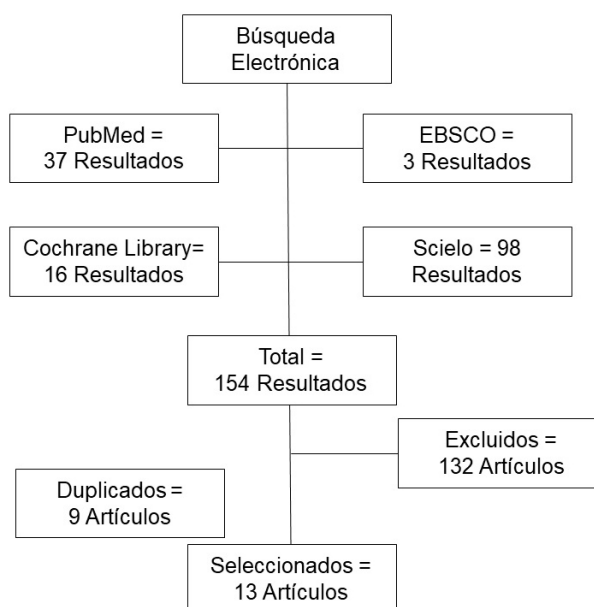 Búsqueda
Electrónica
PubMed =
37 Resultados
EBSCO =
3 Resultados
Cochrane Library=
16 Resultados
Scielo = 98
Resultados
Total =
154 Resultados
Excluidos =
132 Artículos
Duplicados =
9 Artículos
Seleccionados =
13 Artículos